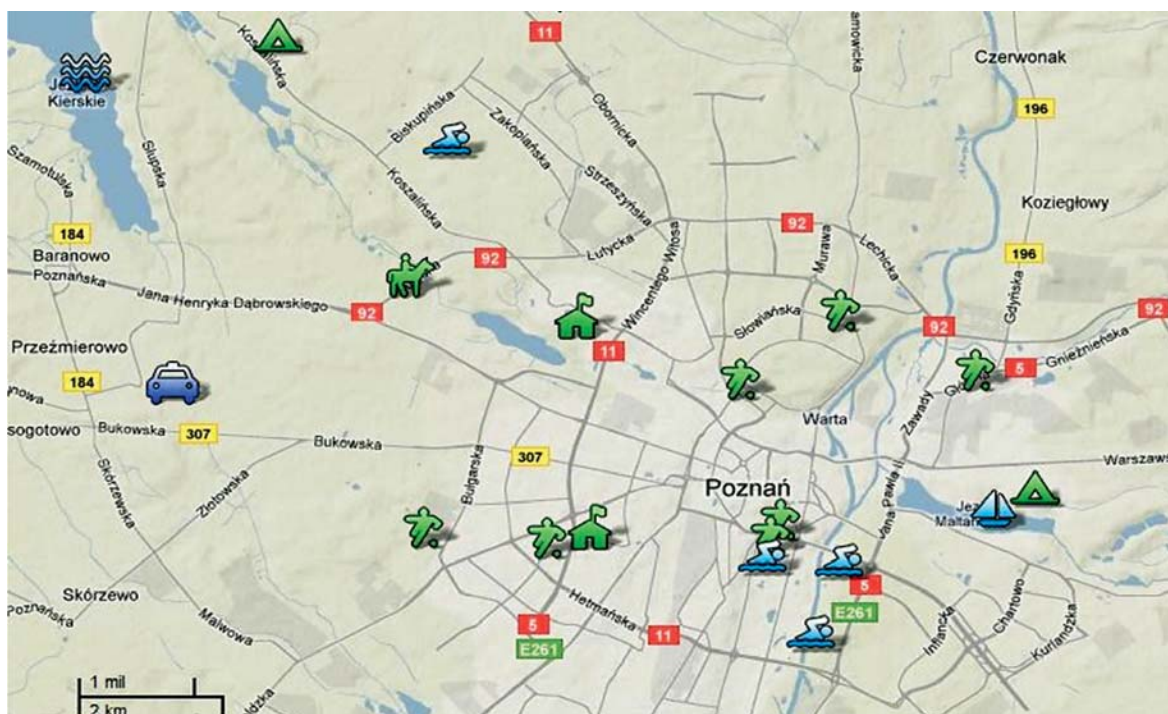 11
Czerwonak
196
Koszalińska
Kierskie
Biskupińska
Zakopiańska
Obornicka
Słupska
Szamotulska
Koszalińska
Strzeszyńska
Koziegłowy
92
184
Baranowo
Poznańska
92
Lutycka
Wincentego Witosa
Murawa
Lechicka
196
Gdyńska
Jana Henryka Dąbrowskiego
92
92
92
Słowiańska
Przeźmierowo
11
5
Gnieźnieńska
184
Zawady
Warta
Bukowska
307
Bukowska
307
Warszaws
Skórzewska
Złotowska
Bulgarska
Poznań
Jana Pawła II
Skórzewo
Poznańska
Malwowa
Hetmańska
5
E261
11
5
E261
Inflancka
Chartowo
Kurlandzka
1 mil
2 km